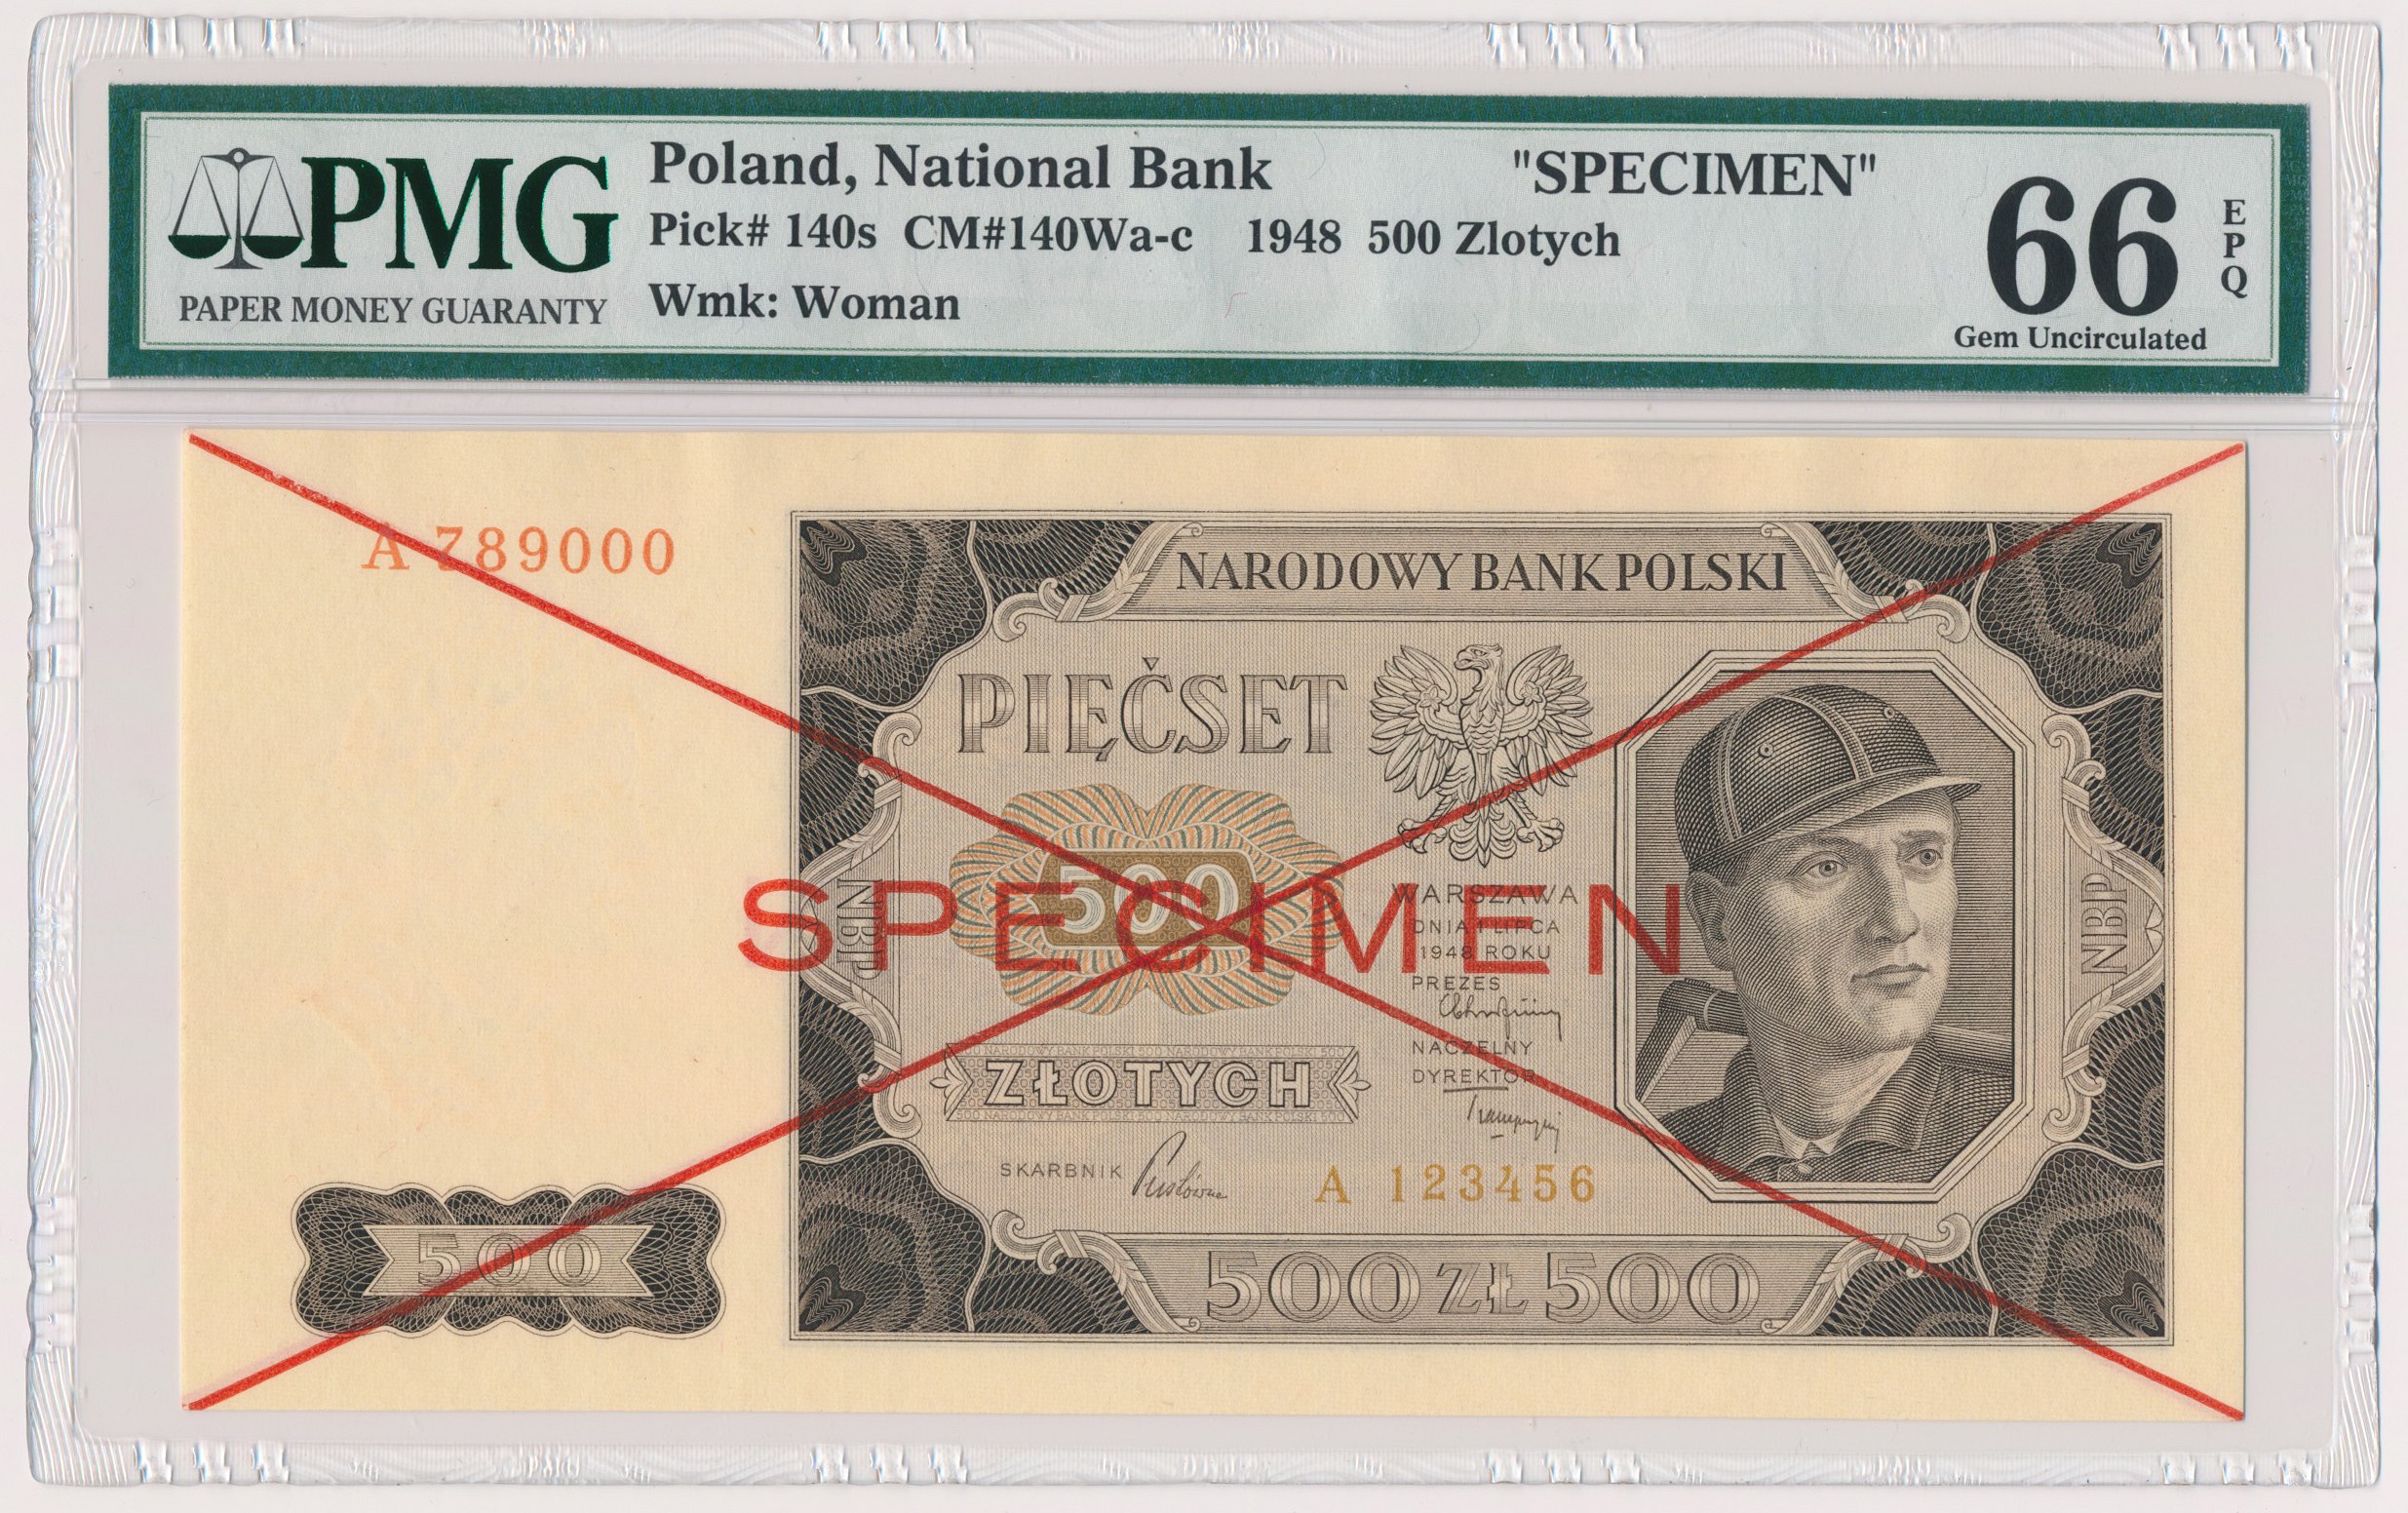 PMG
PAPER MONEY GUARANTY
Poland, National Bank "SPECIMEN"
Pick# 140s CM#140Wa-c 1948 500 Zlotych
Wmk: Woman
66
EPQ
Gem Uncirculated
A 789000
NARODOWY BANK POLSKI
PIĘĆSET
500
SPECIMEN
NBP
NBP
WARSZAWA
DNIA 1 LIPCA
1948 ROKU
PREZES
NACZELNY
DYREKTOR
ZŁOTYCH
SKARBNIK
A 123456
500
500 ZŁ 500